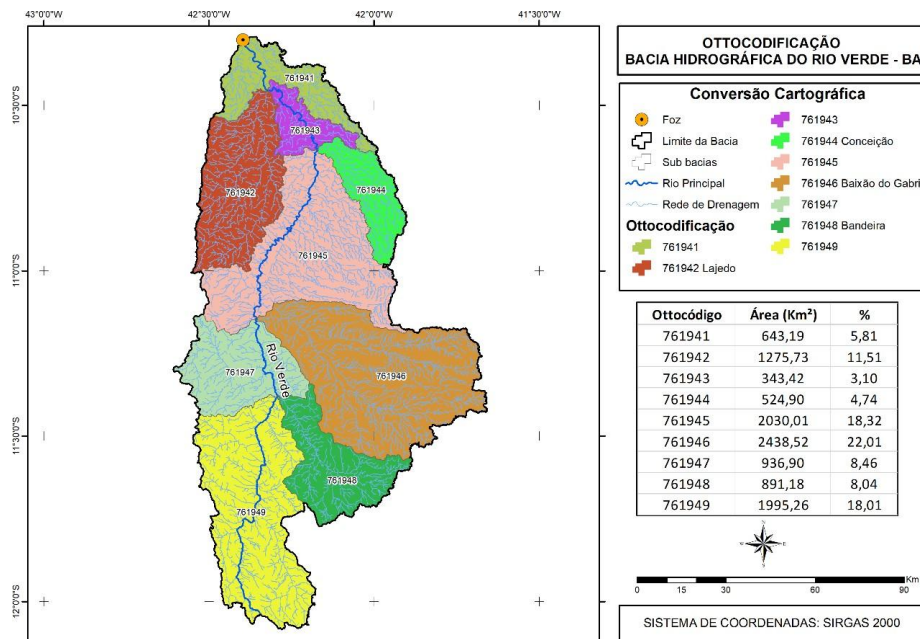 43°0'0"O
42°30'0"O
42°0'0"O
41°30'0"O
10°30'0"S
11°0'0"S
11°30'0"S
12°0'0"S
761941
761943
761942
761944
761945
Rio Verde
761947
761946
761948
761949
OTTOCODIFICAÇÃO
BACIA HIDROGRÁFICA DO RIO VERDE - BA
Conversão Cartográfica
Foz
Limite da Bacia
Sub bacias
Rio Principal
Rede de Drenagem
Ottocodificação
761941
761942 Lajedo
761943
761944 Conceição
761945
761946 Baixão do Gabri
761947
761948 Bandeira
761949
Ottocódigo Área (Km²) %
761941 643,19 5,81
761942 1275,73 11,51
761943 343,42 3,10
761944 524,90 4,74
761945 2030,01 18,32
761946 2438,52 22,01
761947 936,90 8,46
761948 891,18 8,04
761949 1995,26 18,01
Km
0 10 20 30 60 90
SISTEMA DE COORDENADAS: SIRGAS 2000